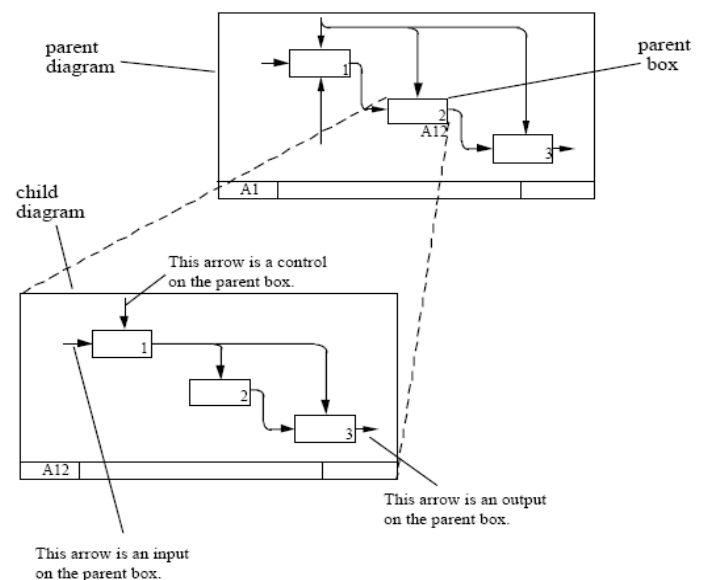 parent
diagram
parent
box
1
2
A12
3
A1
child
diagram
This arrow is a control
on the parent box.
1
2
3
A12
This arrow is an output
on the parent box.
This arrow is an input
on the parent box.